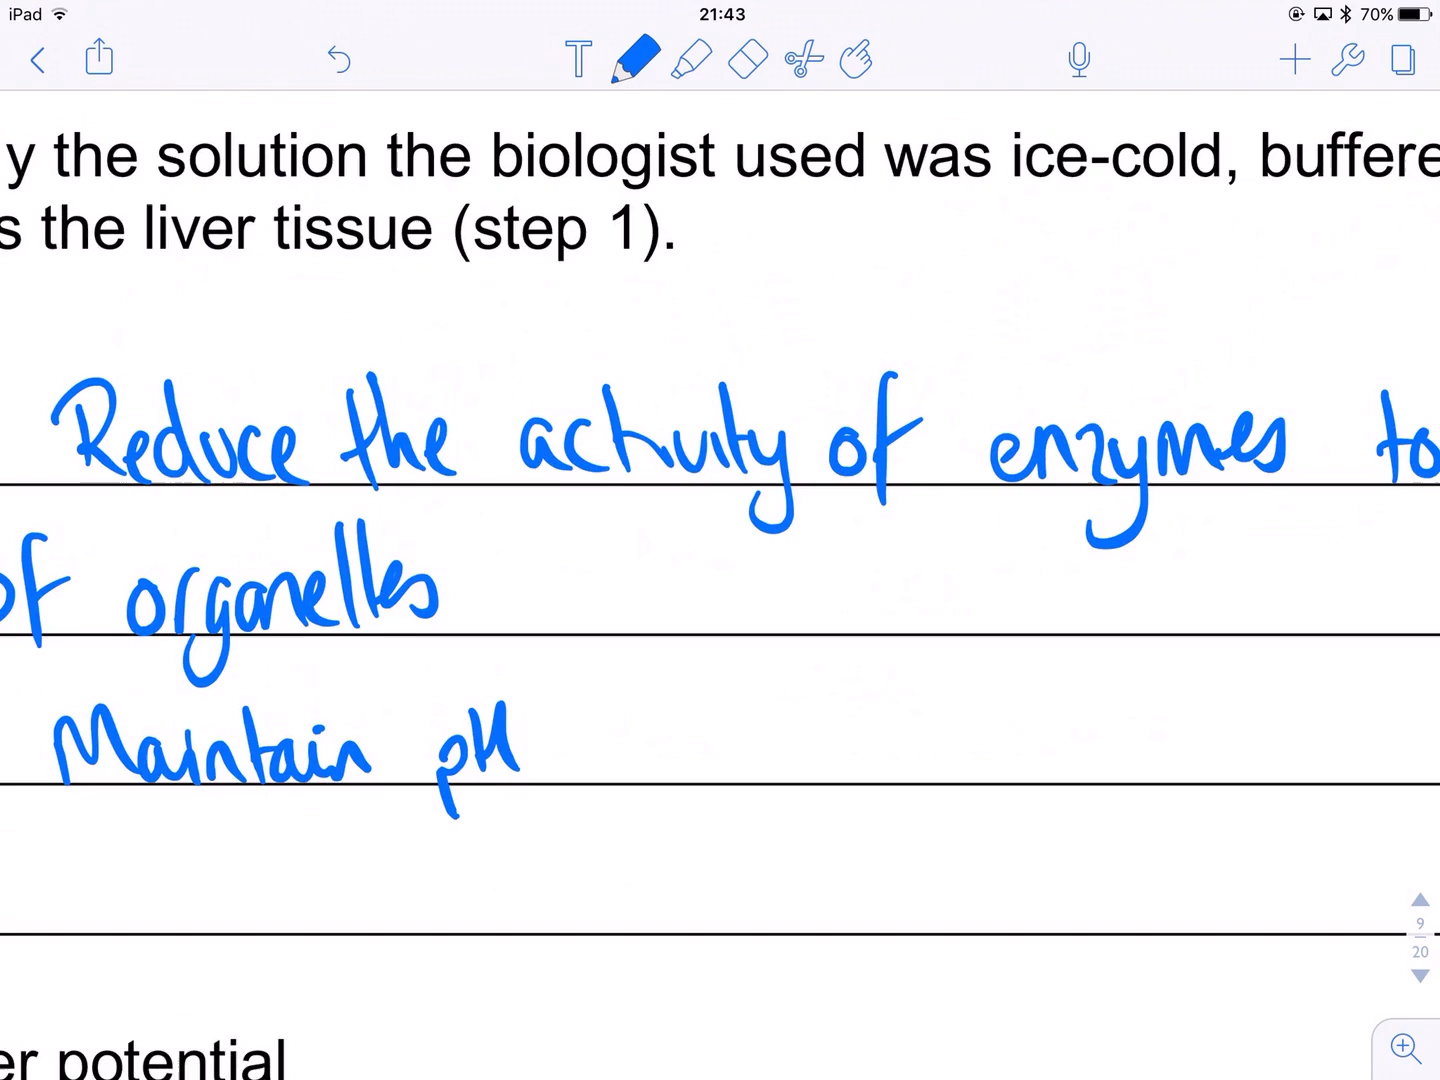 iPad 21:43 70%
T
y the solution the biologist used was ice-cold, buffere
s the liver tissue (step 1).
Reduce the activity of enzymes to
of organelles
Maintain pH
9
20
er potential